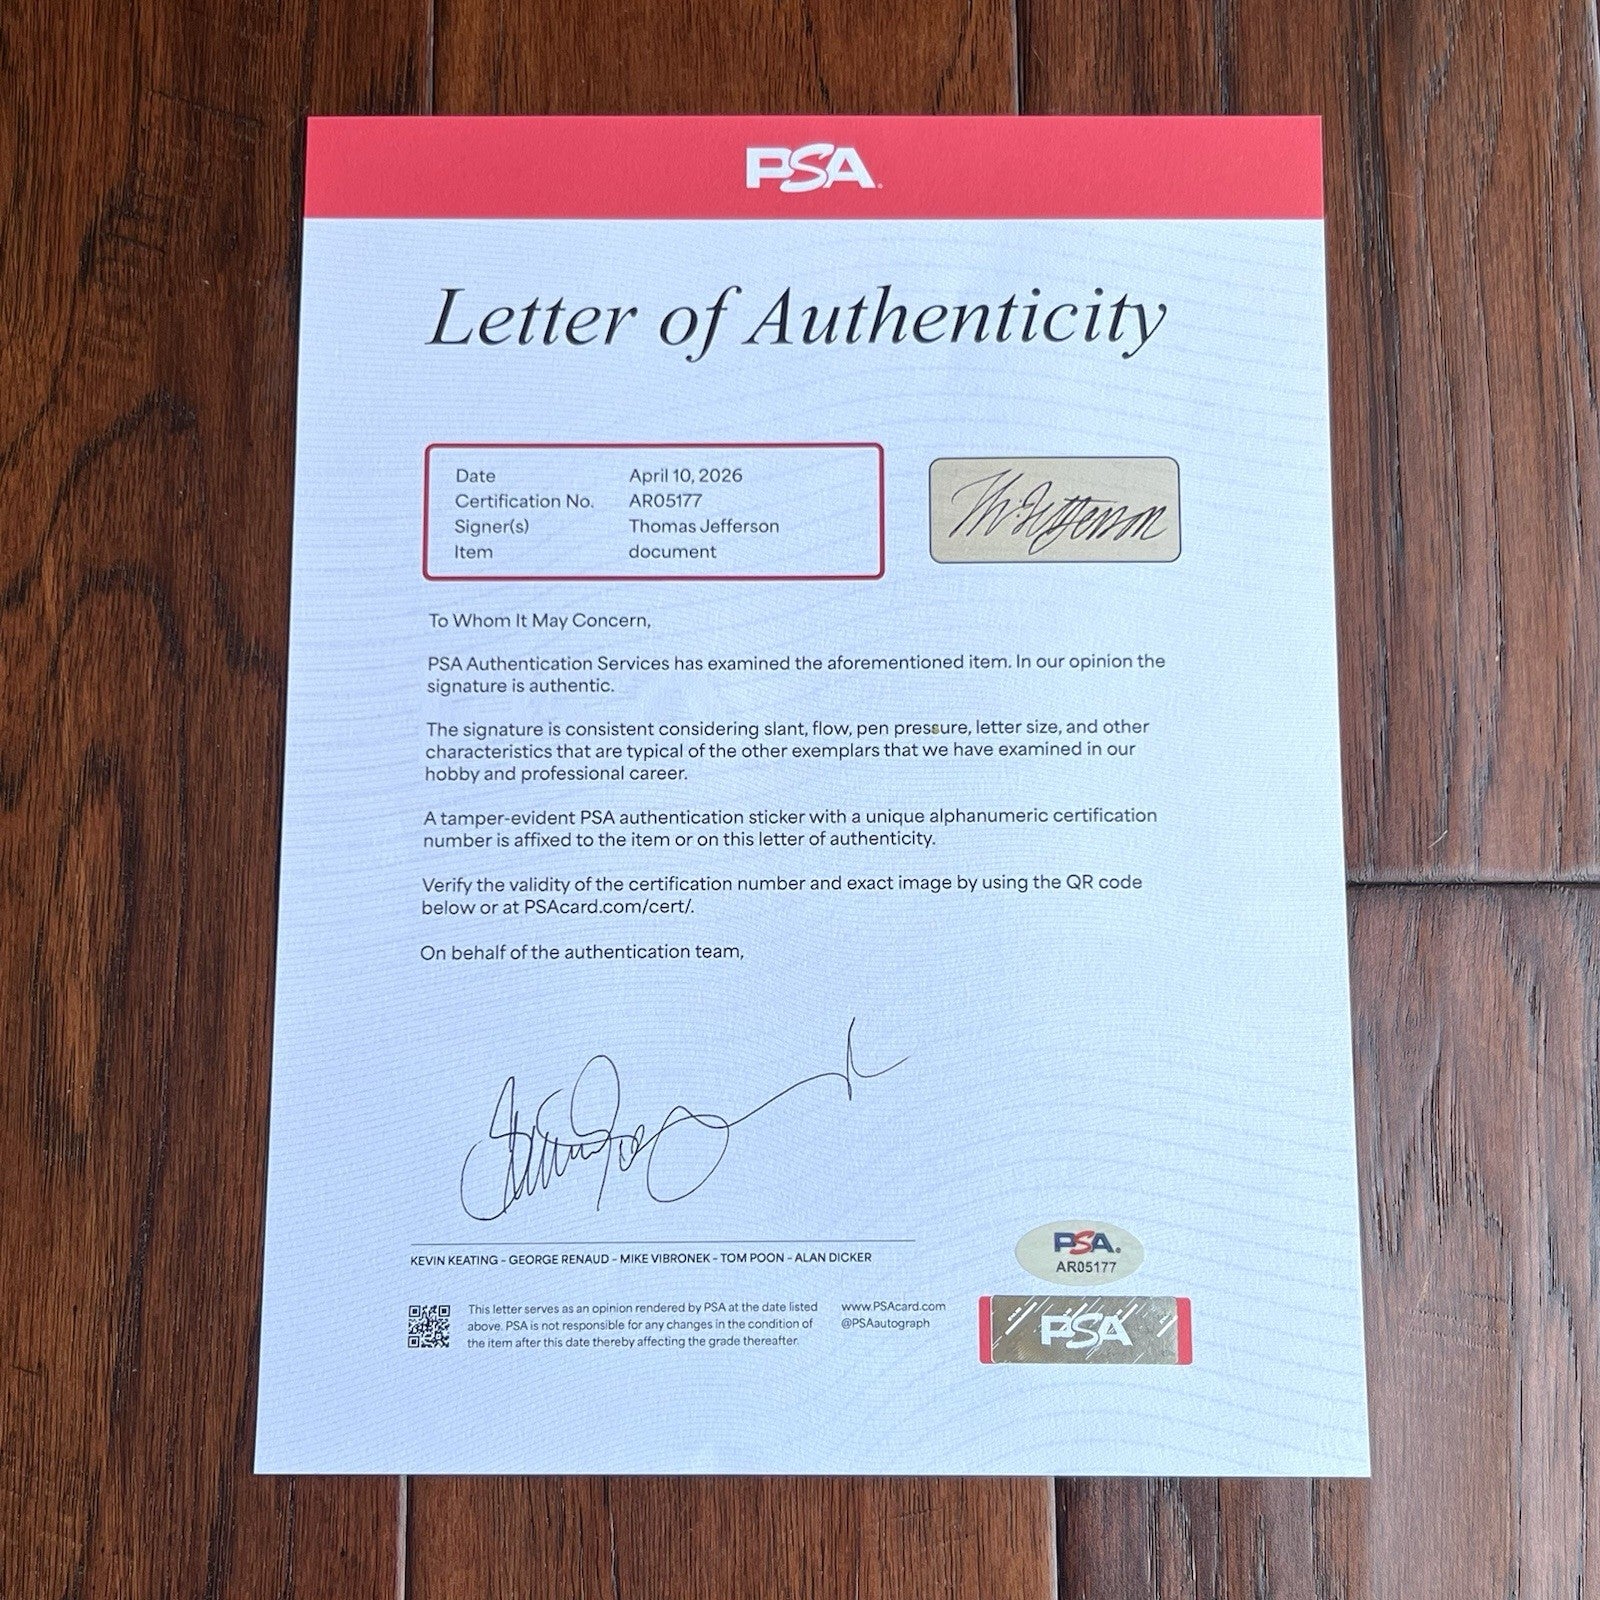 PSA
Letter of Authenticity
Date April 10, 2026
Certification No. AR05177
Signer(s) Thomas Jefferson
Item document
Th: Jefferson
To Whom It May Concern,
PSA Authentication Services has examined the aforementioned item. In our opinion the
signature is authentic.
The signature is consistent considering slant, flow, pen pressure, letter size, and other
characteristics that are typical of the other exemplars that we have examined in our
hobby and professional career.
A tamper-evident PSA authentication sticker with a unique alphanumeric certification
number is affixed to the item or on this letter of authenticity.
Verify the validity of the certification number and exact image by using the QR code
below or at PSAcard.com/cert/.
On behalf of the authentication team,
KEVIN KEATING - GEORGE RENAUD - MIKE VIBRONEK - TOM POON - ALAN DICKER
This letter serves as an opinion rendered by PSA at the date listed
above. PSA is not responsible for any changes in the condition of
the item after this date thereby affecting the grade thereafter.
www.PSAcard.com
@PSAautograph
PSA
AR05177
PSA